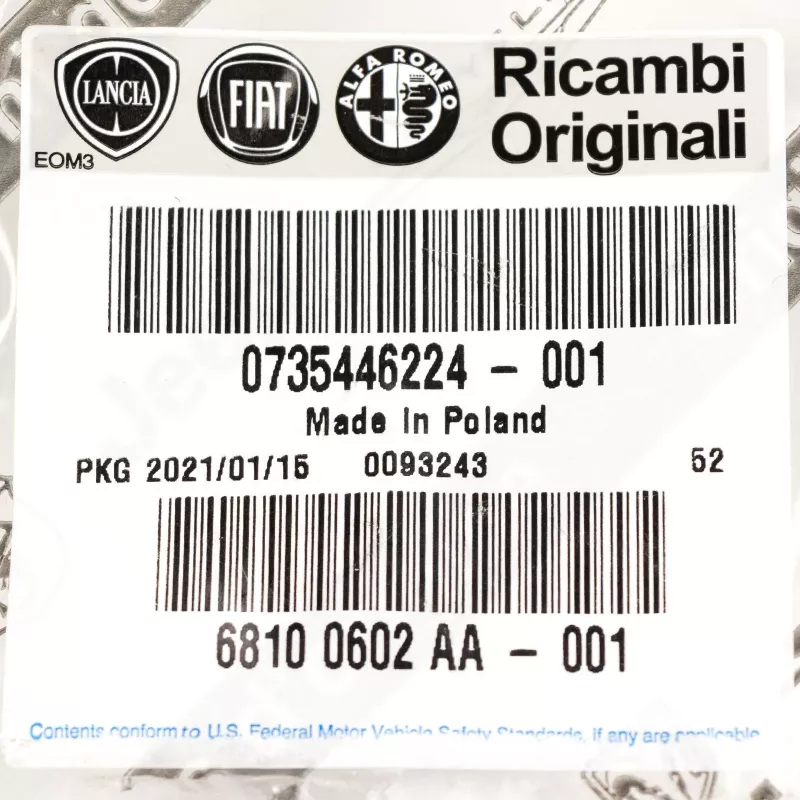 LANCIA
FIAT
ALFA ROMEO
Ricambi
Originali
EOM3
0735446224 - 001
Made In Poland
PKG 2021/01/15 0093243 52
6810 0602 AA - 001
Contents conform to U.S. Federal Motor Vehicle Safety Standards, if any are applicable